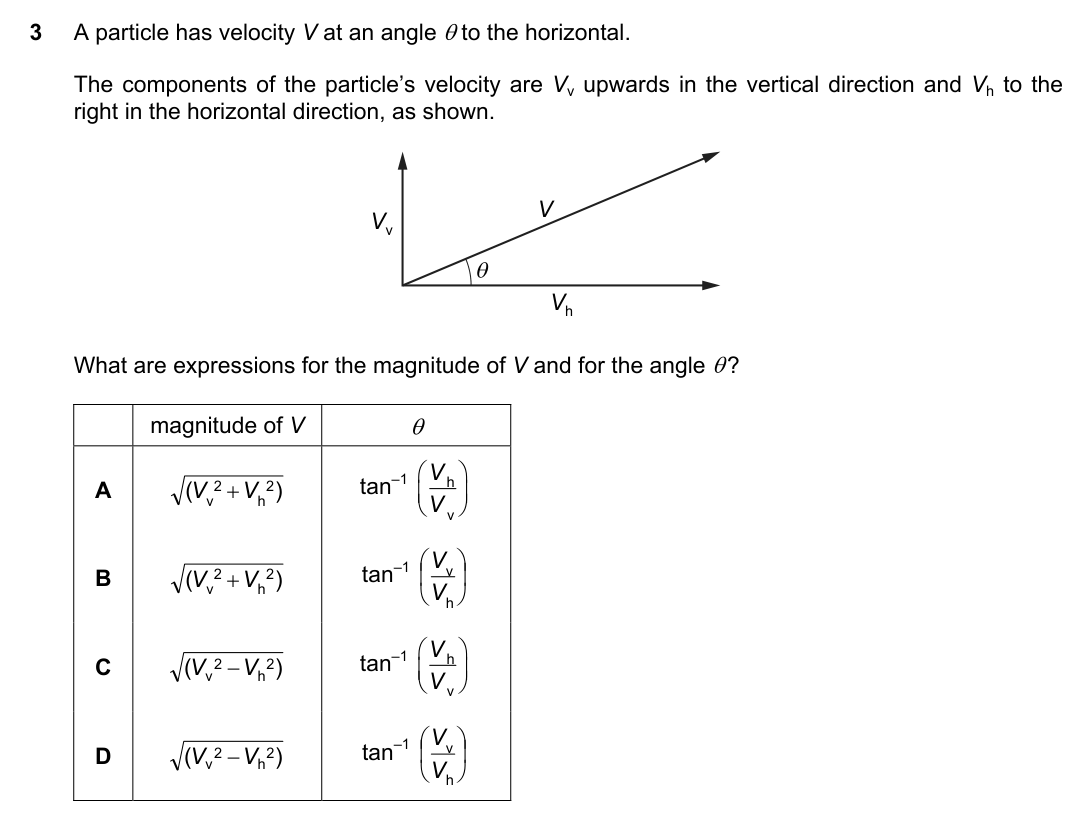 3 A particle has velocity V at an angle θ to the horizontal.
The components of the particle's velocity are Vᵥ upwards in the vertical direction and Vₕ to the
right in the horizontal direction, as shown.
V
Vᵥ
θ
Vₕ
What are expressions for the magnitude of V and for the angle θ?
magnitude of V θ
A √(Vᵥ² + Vₕ²) tan⁻¹ (Vₕ/Vᵥ)
B √(Vᵥ² + Vₕ²) tan⁻¹ (Vᵥ/Vₕ)
C √(Vᵥ² – Vₕ²) tan⁻¹ (Vₕ/Vᵥ)
D √(Vᵥ² – Vₕ²) tan⁻¹ (Vᵥ/Vₕ)